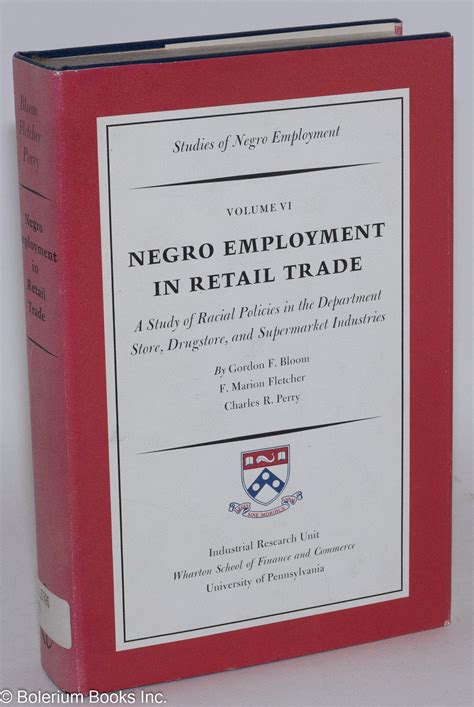 Bloom
Fletcher
Perry
Negro
Employment
in
Retail
Trade
Studies of Negro Employment
VOLUME VI
NEGRO EMPLOYMENT
IN RETAIL TRADE
A Study of Racial Policies in the Department
Store, Drugstore, and Supermarket Industries
By Gordon F. Bloom
F. Marion Fletcher
Charles R. Perry
Industrial Research Unit
Wharton School of Finance and Commerce
University of Pennsylvania
© Bolerium Books Inc.